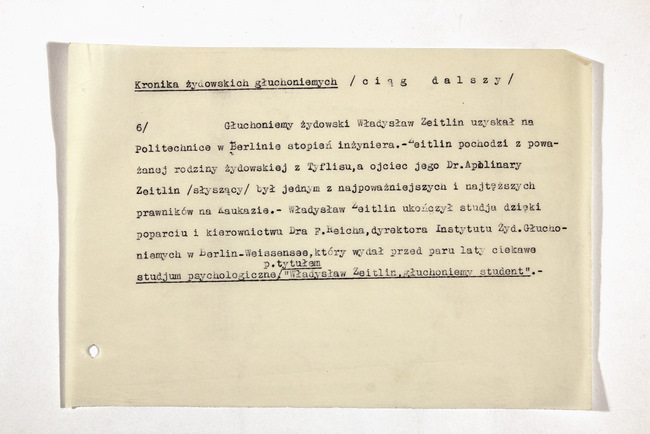 Kronika żydowskich głuchoniemych / c i ą g d a l s z y /
6/ Głuchoniemy żydowski Władysław Zeitlin uzyskał na
Politechnice w Berlinie stopień inżyniera.-Zeitlin pochodzi z powa-
żanej rodziny żydowskiej z Tyflisu,a ojciec jego Dr.Apolinary
Zeitlin /słyszący/ był jednym z najpoważniejszych i najtęższych
prawników na Kaukazie.- Władysław Zeitlin ukończył studja dzięki
poparciu i kierownictwu Dra F.Reicha,dyrektora Instytutu Żyd.Głucho-
niemych w Berlin-Weissensee,który wydał przed paru laty ciekawe
p.tytułem
studjum psychologiczne/"Władysław Zeitlin,głuchoniemy student".-